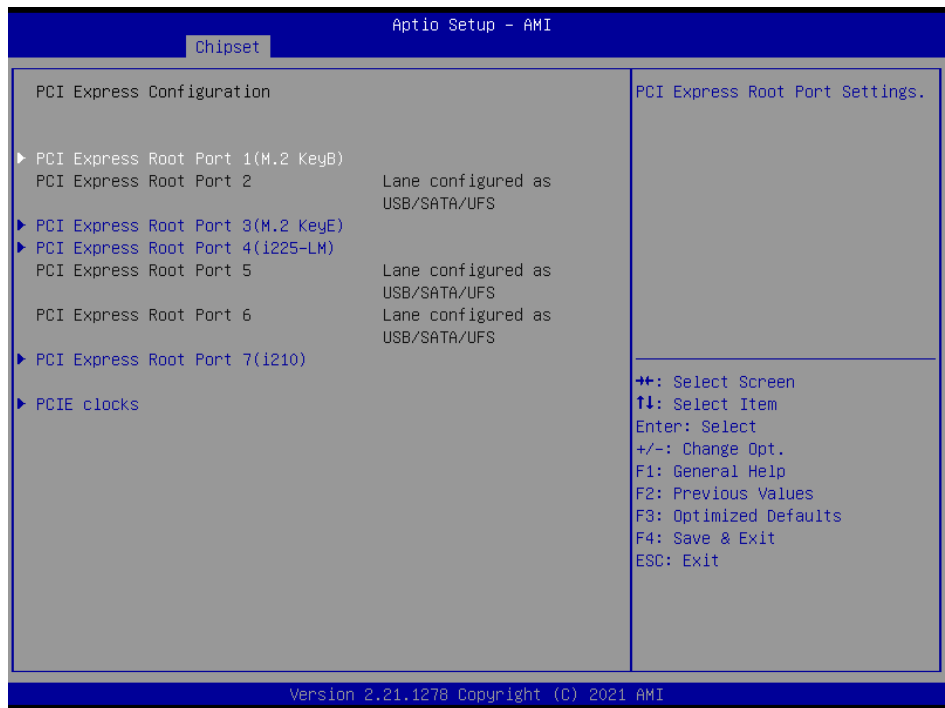 Aptio Setup – AMI
Chipset
PCI Express Configuration
▶ PCI Express Root Port 1(M.2 KeyB)
PCI Express Root Port 2 Lane configured as
USB/SATA/UFS
▶ PCI Express Root Port 3(M.2 KeyE)
▶ PCI Express Root Port 4(i225-LM)
PCI Express Root Port 5 Lane configured as
USB/SATA/UFS
PCI Express Root Port 6 Lane configured as
USB/SATA/UFS
▶ PCI Express Root Port 7(i210)
▶ PCIE clocks
PCI Express Root Port Settings.
→←: Select Screen
↑↓: Select Item
Enter: Select
+/-: Change Opt.
F1: General Help
F2: Previous Values
F3: Optimized Defaults
F4: Save & Exit
ESC: Exit
Version 2.21.1278 Copyright (C) 2021 AMI